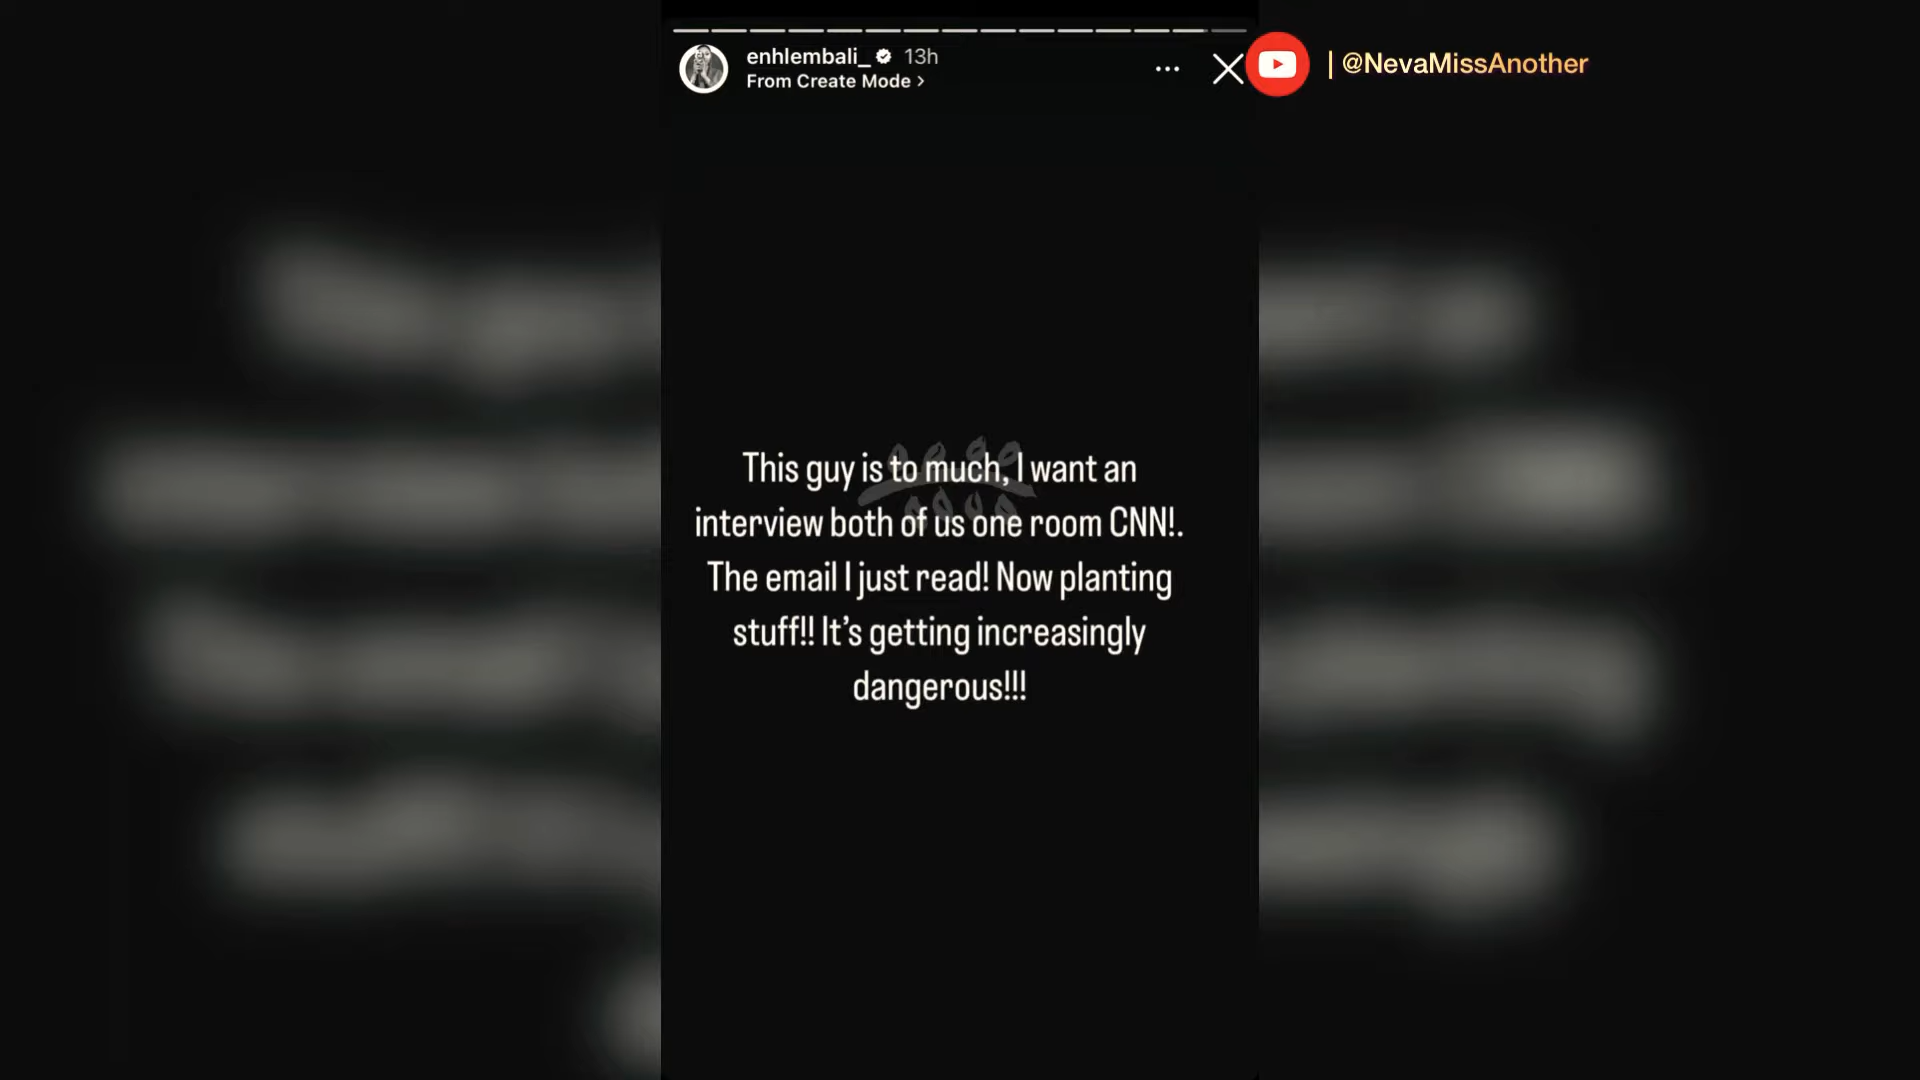 enhlembali_ 13h
From Create Mode >
| @NevaMissAnother
This guy is to much, I want an
interview both of us one room CNN!.
The email I just read! Now planting
stuff!! It's getting increasingly
dangerous!!!